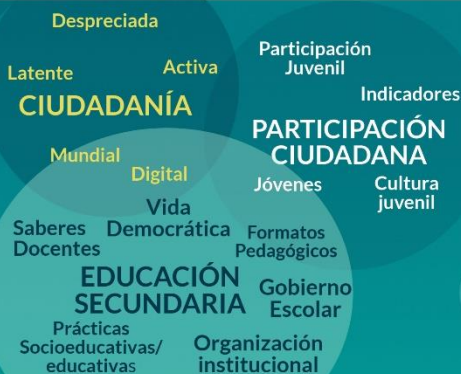 Despreciada
Latente
Activa
CIUDADANÍA
Mundial
Digital
Participación
Juvenil
Indicadores
PARTICIPACIÓN
CIUDADANA
Jóvenes
Cultura
juvenil
Vida
Democrática
Saberes
Docentes
Formatos
Pedagógicos
EDUCACIÓN
SECUNDARIA
Gobierno
Escolar
Prácticas
Socioeducativas/
educativas
Organización
institucional